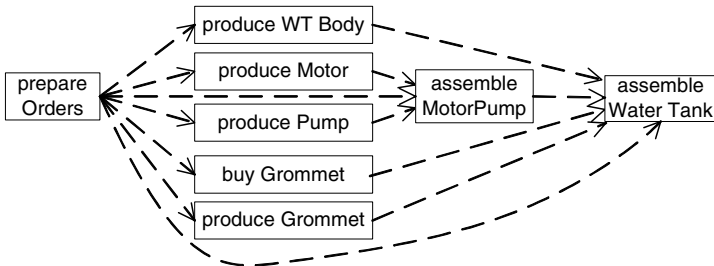 prepare
Orders
produce WT Body
produce Motor
produce Pump
buy Grommet
produce Grommet
assemble
MotorPump
assemble
Water Tank